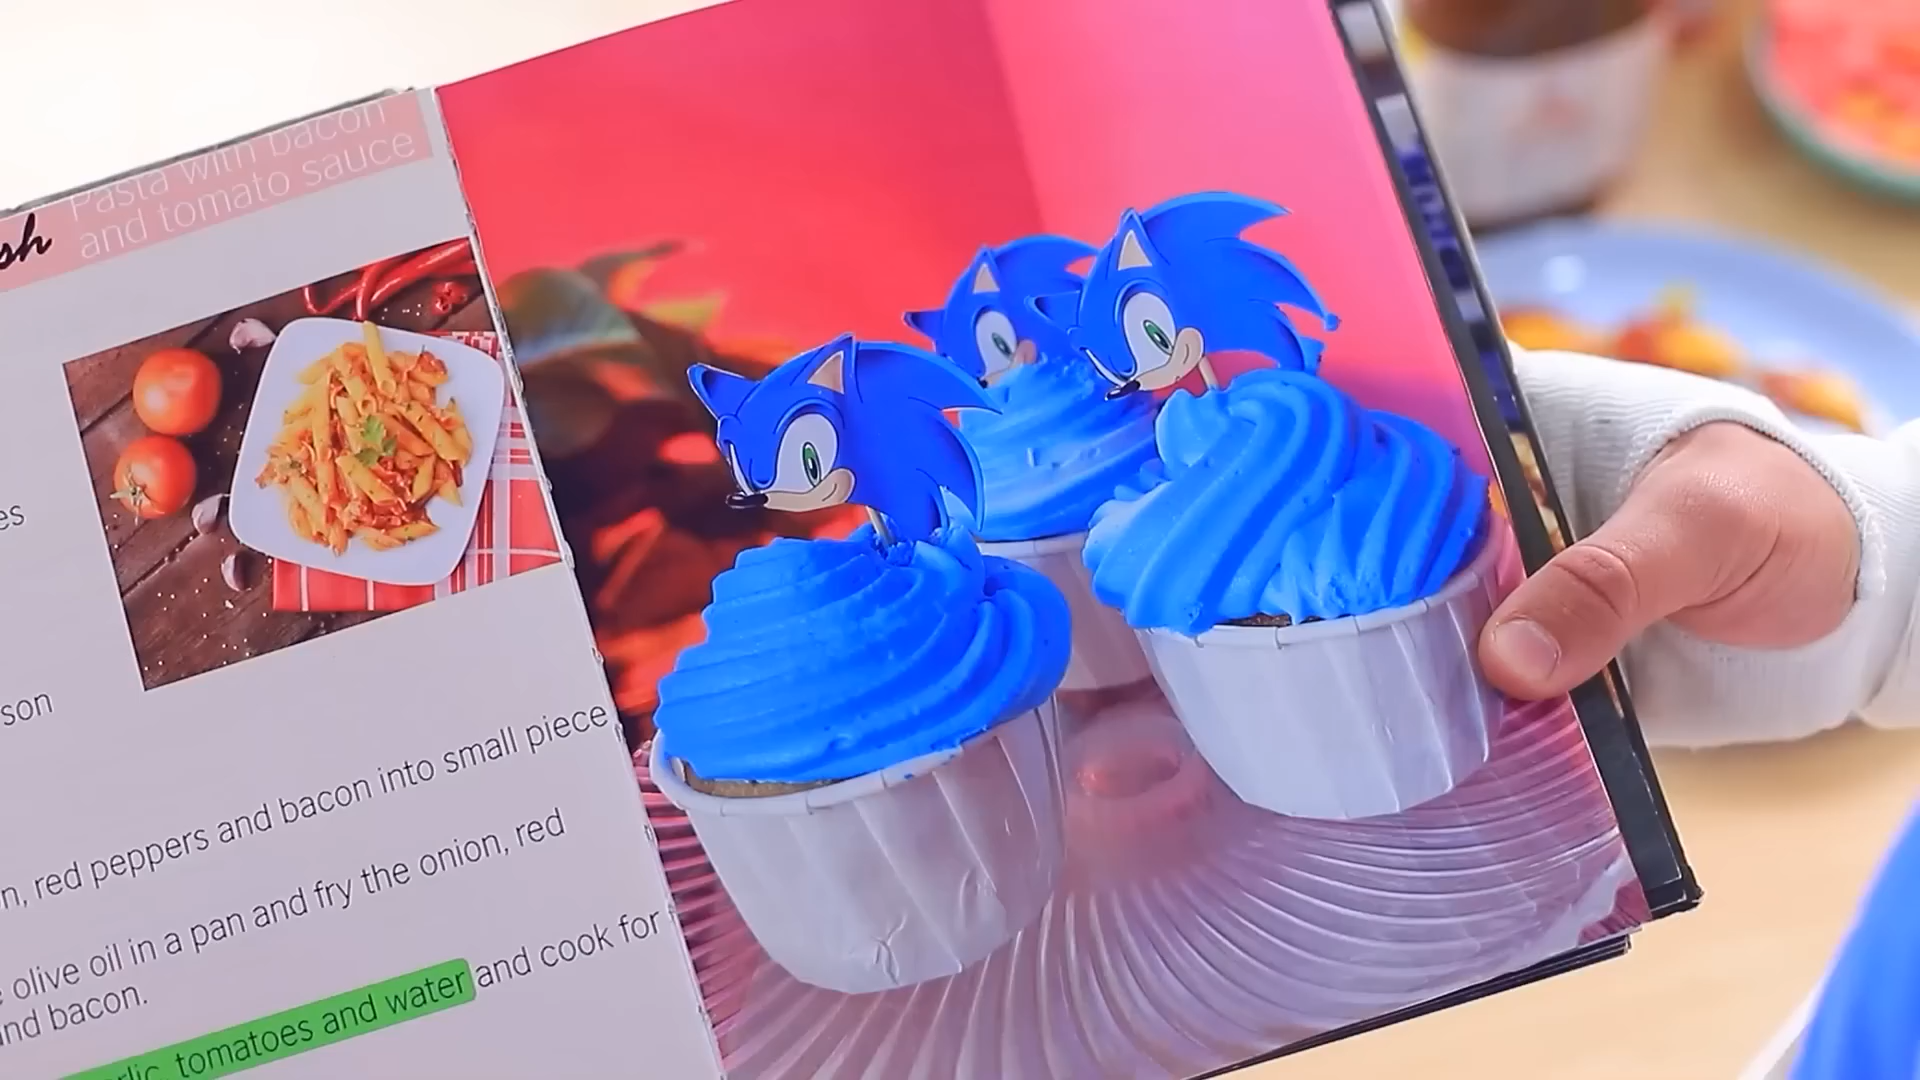 Pasta with bacon
and tomato sauce
sh
es
son
n, red peppers and bacon into small piece
olive oil in a pan and fry the onion, red
nd bacon.
rlic, tomatoes and water and cook for